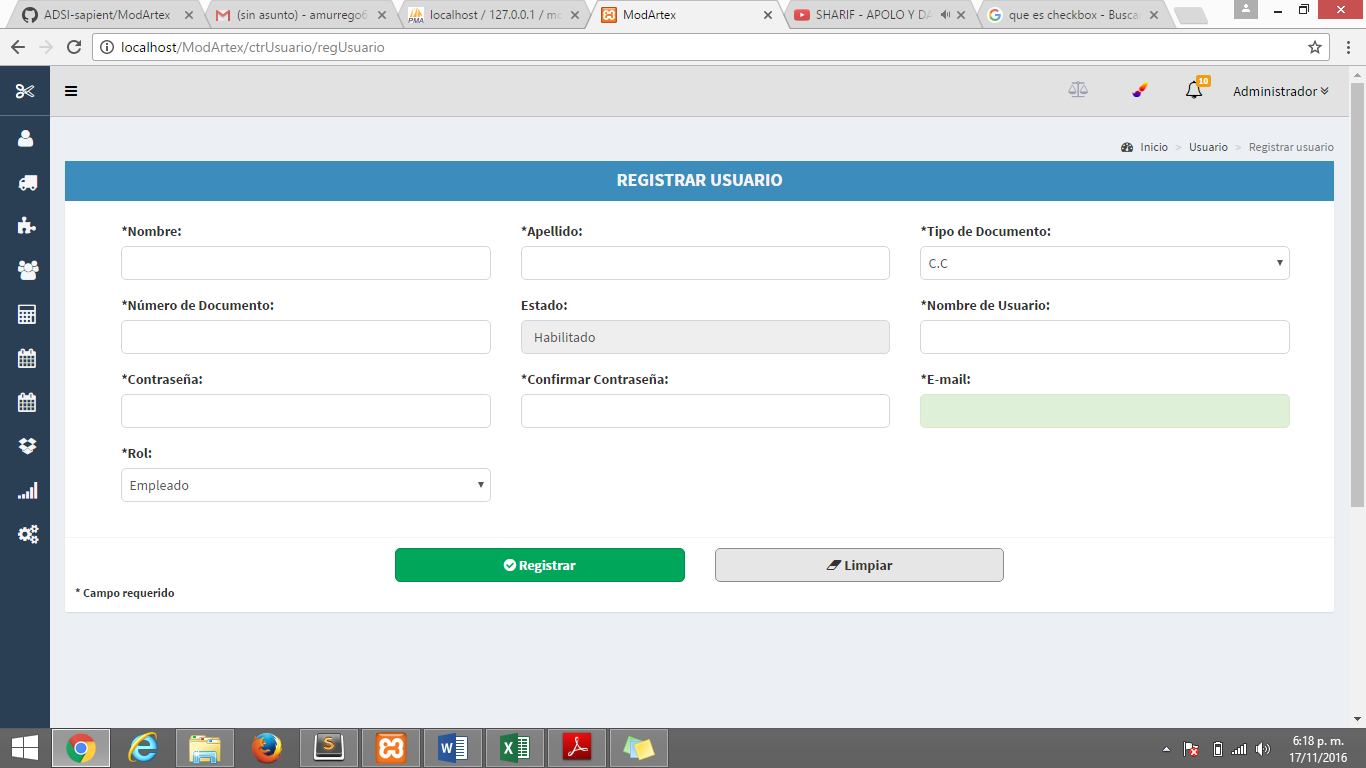 ADSI-sapient/ModArtex
(sin asunto) - amurrego6
localhost / 127.0.0.1 / mo
ModArtex
SHARIF - APOLO Y DA
que es checkbox - Busca
localhost/ModArtex/ctrUsuario/regUsuario
10
Administrador
Inicio > Usuario > Registrar usuario
REGISTRAR USUARIO
*Nombre:
*Apellido:
*Tipo de Documento:
C.C
*Número de Documento:
Estado:
*Nombre de Usuario:
Habilitado
*Contraseña:
*Confirmar Contraseña:
*E-mail:
*Rol:
Empleado
Registrar
Limpiar
* Campo requerido
6:18 p. m.
17/11/2016